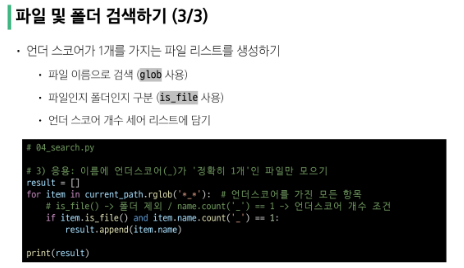 파일 및 폴더 검색하기 (3/3)
• 언더 스코어가 1개를 가지는 파일 리스트를 생성하기
• 파일 이름으로 검색 (glob 사용)
• 파일인지 폴더인지 구분 (is_file 사용)
• 언더 스코어 개수 세어 리스트에 담기
# 04_search.py
# 3) 응용: 이름에 언더스코어(_)가 '정확히 1개'인 파일만 모으기
result = []
for item in current_path.rglob('*_*'):  # 언더스코어를 가진 모든 항목
    # is_file() -> 폴더 제외 / name.count('_') == 1 -> 언더스코어 개수 조건
    if item.is_file() and item.name.count('_') == 1:
        result.append(item.name)
print(result)